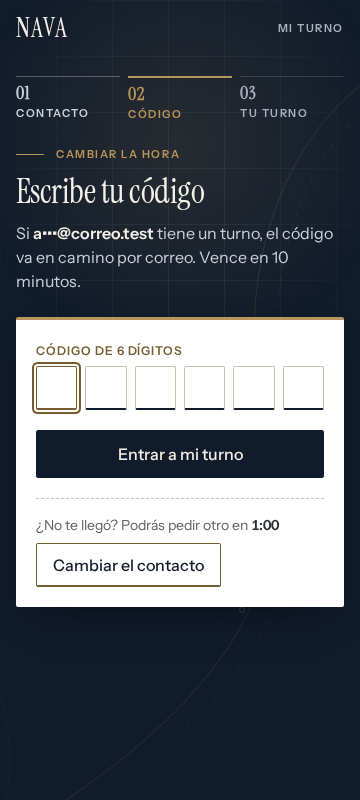 NAVA
MI TURNO
01
CONTACTO
02
CÓDIGO
03
TU TURNO
CAMBIAR LA HORA
Escribe tu código
Si a•••@correo.test tiene un turno, el código
va en camino por correo. Vence en 10
minutos.
CÓDIGO DE 6 DÍGITOS
Entrar a mi turno
¿No te llegó? Podrás pedir otro en 1:00
Cambiar el contacto